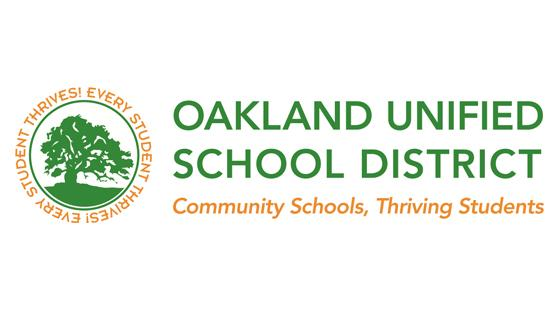 EVERY STUDENT THRIVES! EVERY STUDENT THRIVES!
OAKLAND UNIFIED
SCHOOL DISTRICT
Community Schools, Thriving Students